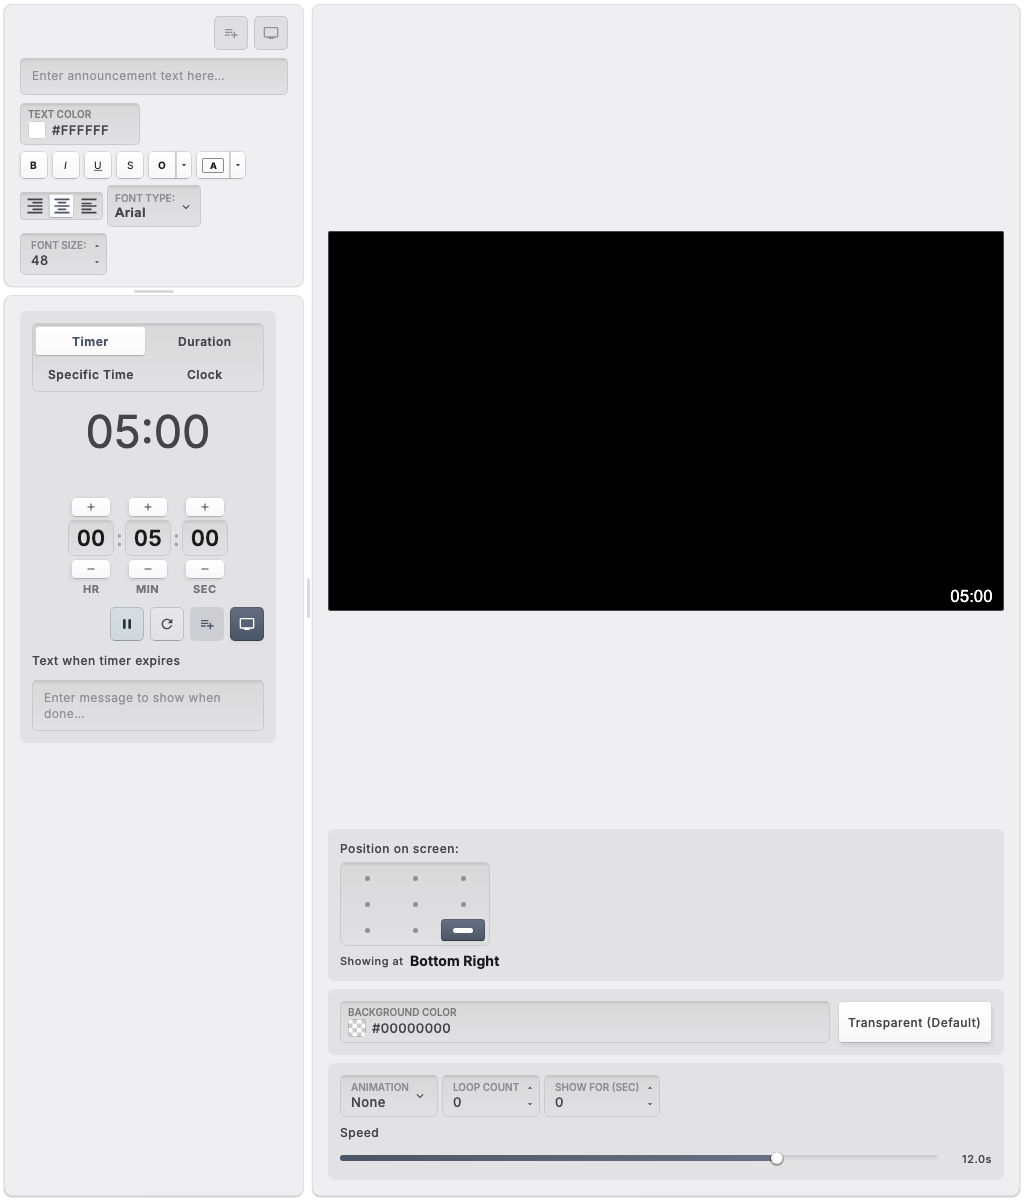 Enter announcement text here...
TEXT COLOR
#FFFFFF
B I U S O A
FONT TYPE:
Arial
FONT SIZE:
48
Timer Duration
Specific Time Clock
05:00
+ + +
00 : 05 : 00
− − −
HR MIN SEC
Text when timer expires
Enter message to show when
done...
05:00
Position on screen:
Showing at Bottom Right
BACKGROUND COLOR
#00000000
Transparent (Default)
ANIMATION LOOP COUNT SHOW FOR (SEC)
None 0 0
Speed
12.0s